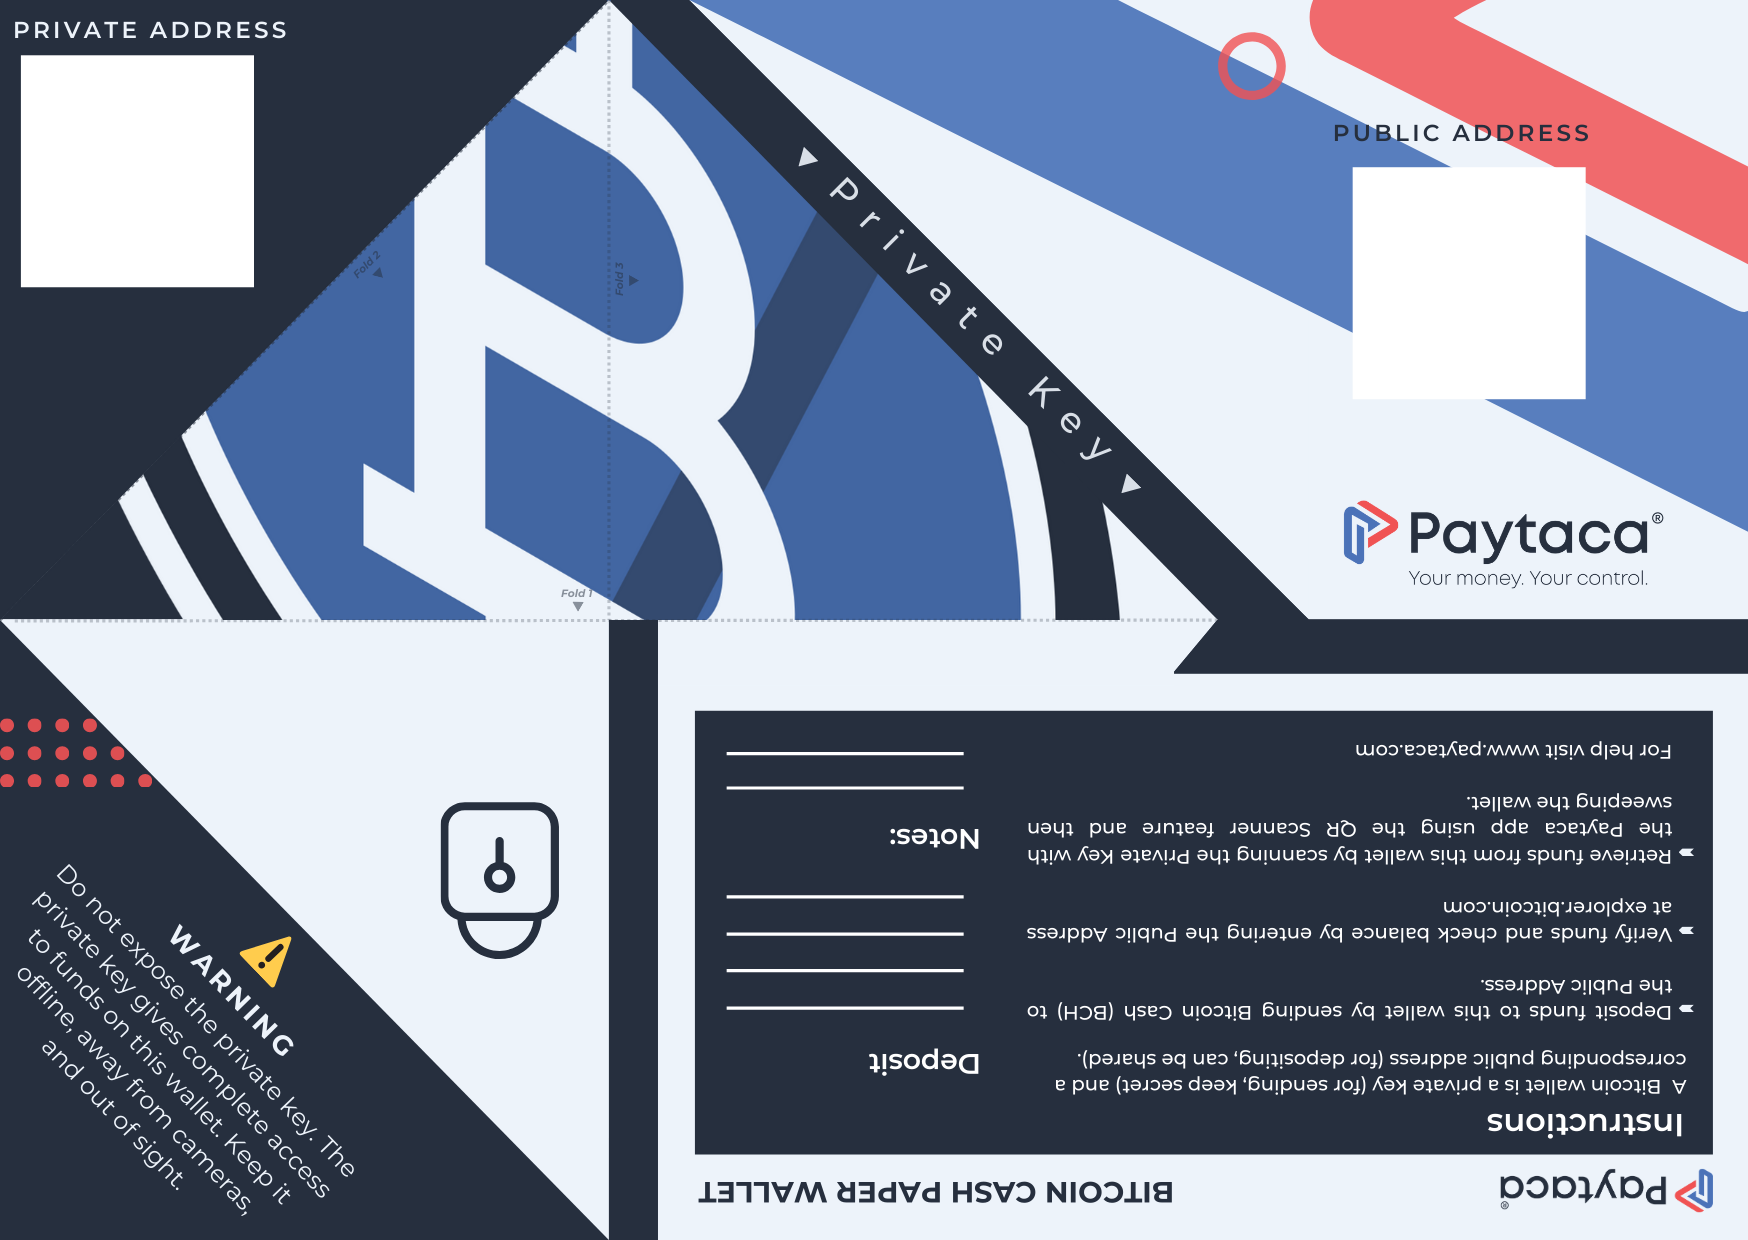 PRIVATE ADDRESS
Fold 2
Fold 3
Fold 1
Private Key
PUBLIC ADDRESS
Paytaca®
Your money. Your control.
WARNING
Do not expose the private key. The
private key gives complete access
to funds on this wallet. Keep it
offline, away from cameras,
and out of sight.
Paytaca®
BITCOIN CASH PAPER WALLET
Instructions
A Bitcoin wallet is a private key (for sending, keep secret) and a
corresponding public address (for depositing, can be shared).
Deposit funds to this wallet by sending Bitcoin Cash (BCH) to
the Public Address.
Verify funds and check balance by entering the Public Address
at explorer.bitcoin.com
Retrieve funds from this wallet by scanning the Private Key with
the Paytaca app using the QR Scanner feature and then
sweeping the wallet.
For help visit www.paytaca.com
Deposit
Notes: